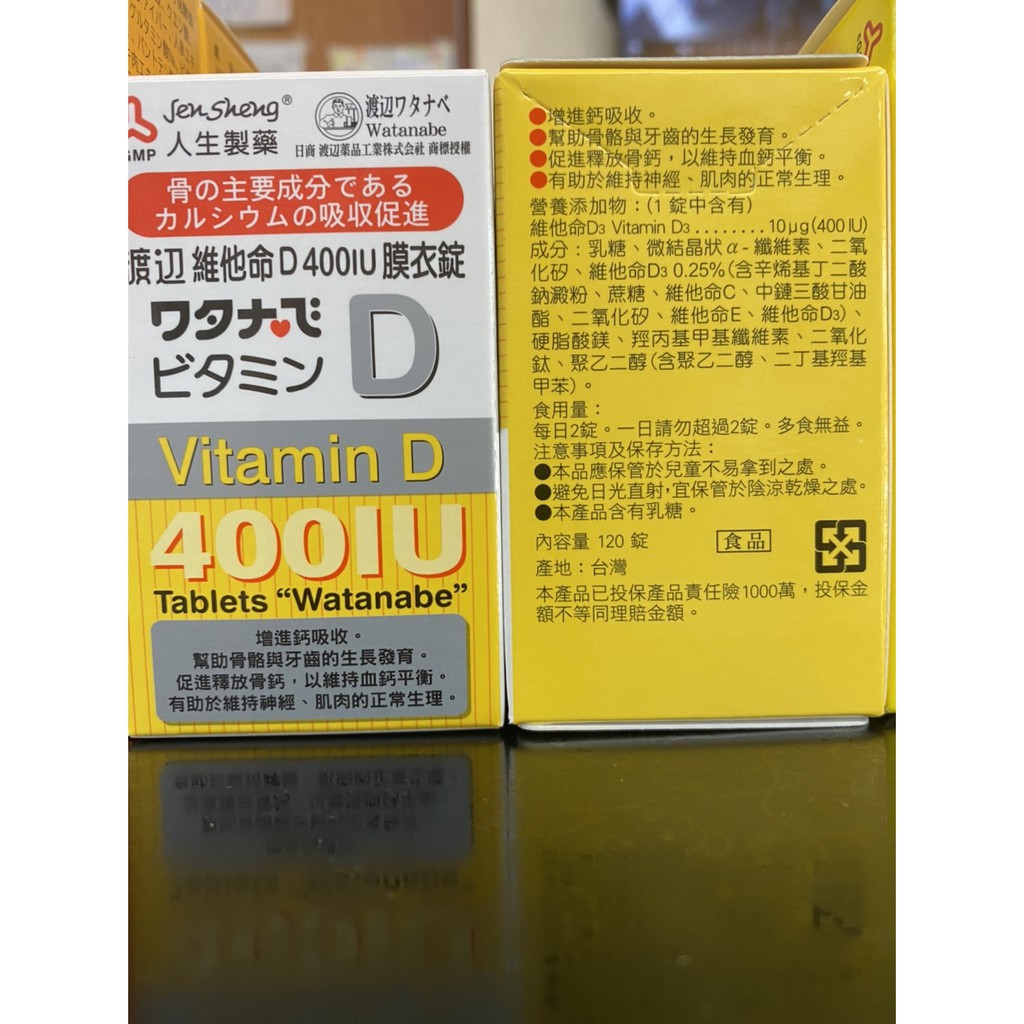 GMP
JenSheng®
人生製藥
渡辺ワタナベ
Watanabe
日商 渡辺薬品工業株式会社 商標授權
骨の主要成分である
カルシウムの吸収促進
渡辺 維他命D 400IU 膜衣錠
ワタナベ
ビタミン D
Vitamin D
400IU
Tablets “Watanabe”
增進鈣吸收。
幫助骨骼與牙齒的生長發育。
促進釋放骨鈣，以維持血鈣平衡。
有助於維持神經、肌肉的正常生理。
●增進鈣吸收。
●幫助骨骼與牙齒的生長發育。
●促進釋放骨鈣，以維持血鈣平衡。
●有助於維持神經、肌肉的正常生理。
營養添加物：(1 錠中含有)
維他命D3 Vitamin D3 ........ 10μg(400 IU)
成分：乳糖、微結晶狀α-纖維素、二氧
化矽、維他命D3 0.25%(含辛烯基丁二酸
鈉澱粉、蔗糖、維他命C、中鏈三酸甘油
酯、二氧化矽、維他命E、維他命D3)、
硬脂酸鎂、羥丙基甲基纖維素、二氧化
鈦、聚乙二醇(含聚乙二醇、二丁基羥基
甲苯)。
食用量：
每日2錠。一日請勿超過2錠。多食無益。
注意事項及保存方法：
●本品應保管於兒童不易拿到之處。
●避免日光直射，宜保管於陰涼乾燥之處。
●本產品含有乳糖。
內容量 120 錠 食品
產地：台灣
本產品已投保產品責任險1000萬，投保金
額不等同理賠金額。